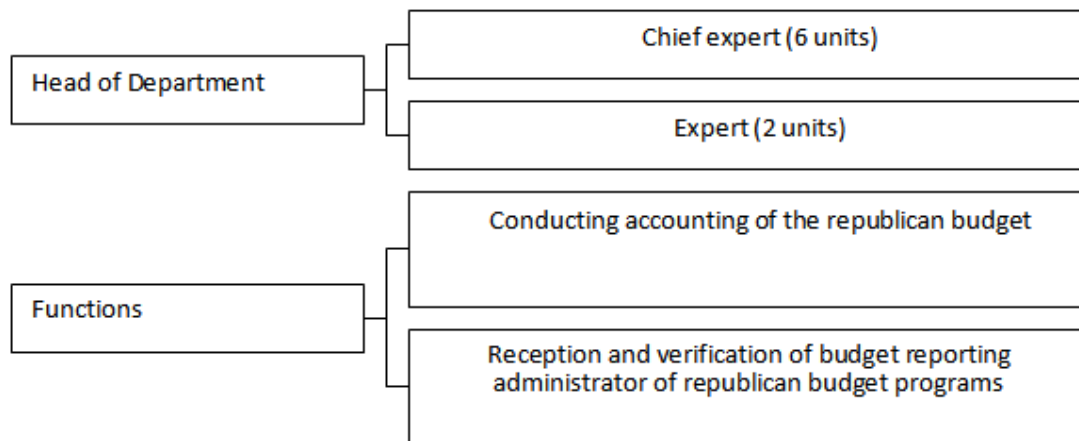 Chief expert (6 units)
Head of Department
Expert (2 units)
Conducting accounting of the republican budget
Functions
Reception and verification of budget reporting
administrator of republican budget programs